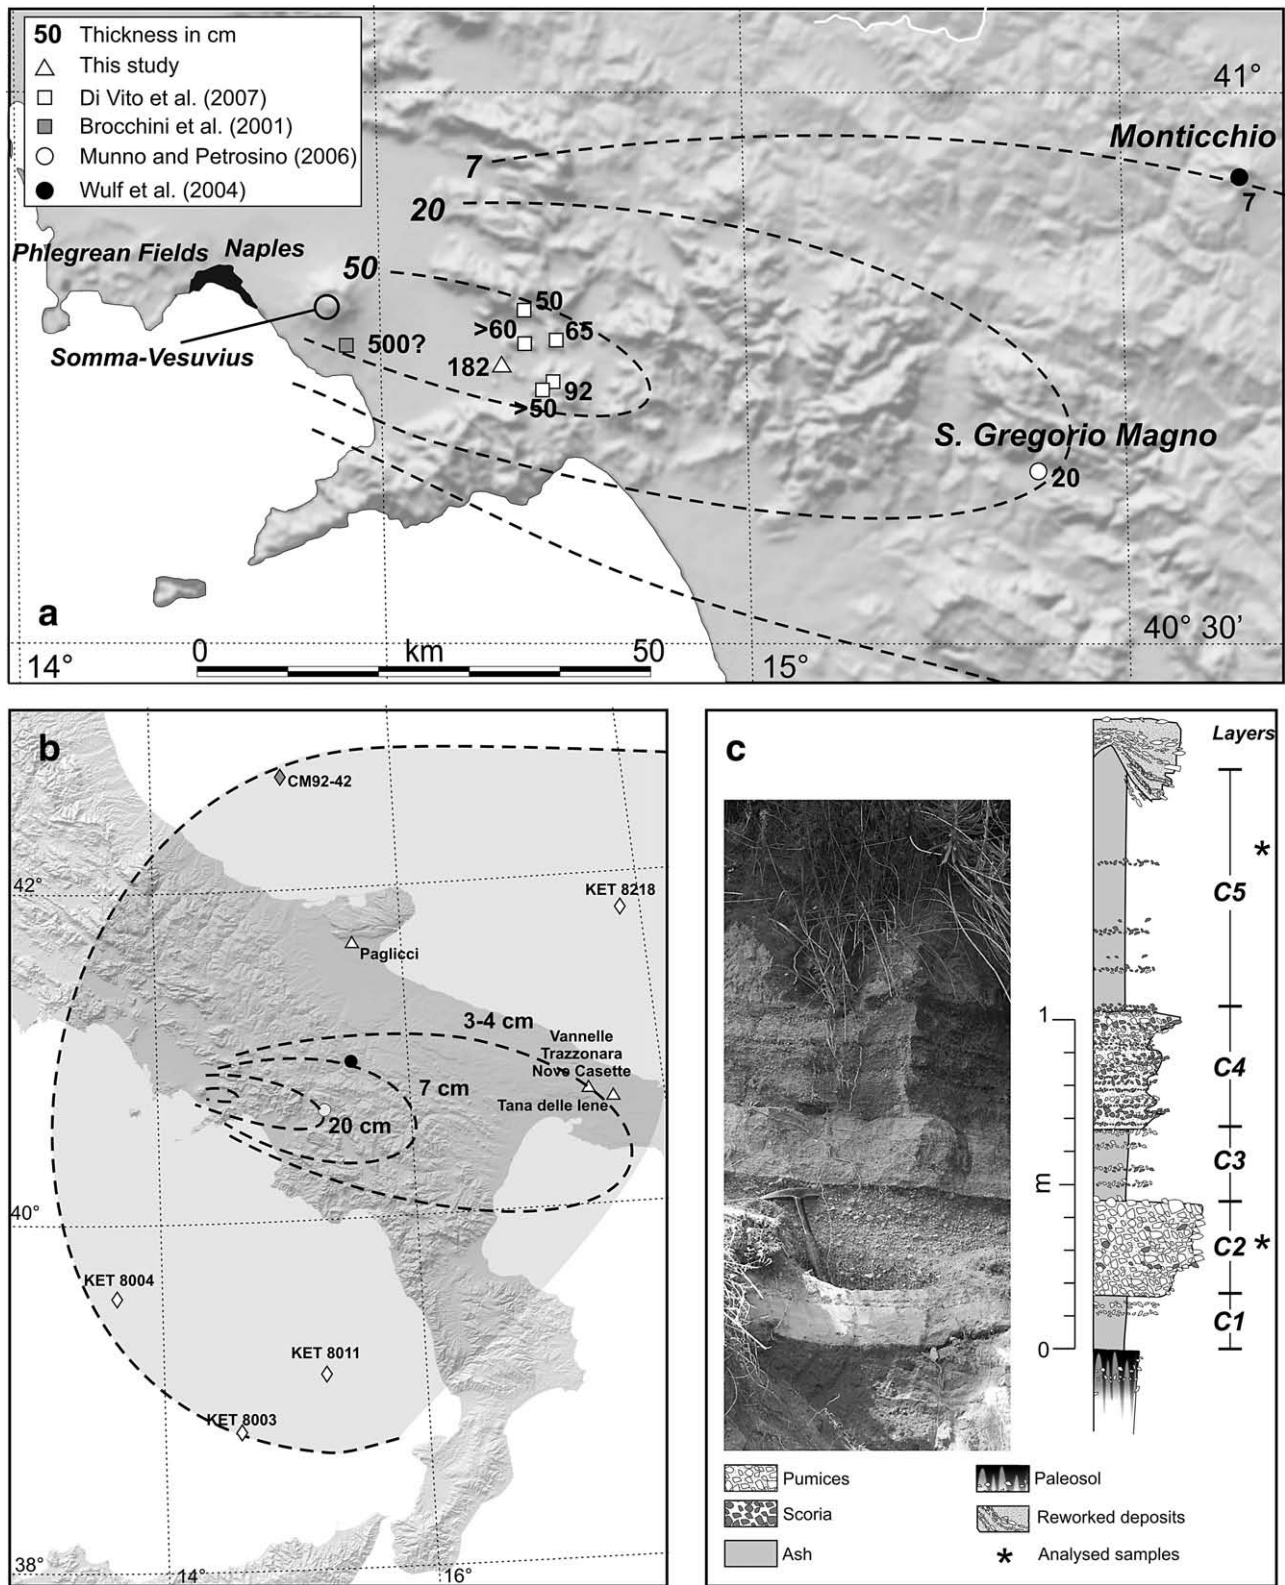 50 Thickness in cm
This study
Di Vito et al. (2007)
Brocchini et al. (2001)
Munno and Petrosino (2006)
Wulf et al. (2004)
41°
Monticchio
7
7
20
Phlegrean Fields Naples
50
50
>60
65
500?
182
Somma-Vesuvius
92
>50
S. Gregorio Magno
20
a
40° 30’
0 km 50
14°
15°
b
CM92-42
42°
KET 8218
Paglicci
3-4 cm
Vannelle
Trazzonara
Nove Casette
7 cm
Tana delle Iene
20 cm
40°
KET 8004
KET 8011
KET 8003
38°
14°
16°
c
Layers
*
C5
1
C4
C3
m
C2 *
C1
0
Pumices
Paleosol
Scoria
Reworked deposits
Ash
* Analysed samples